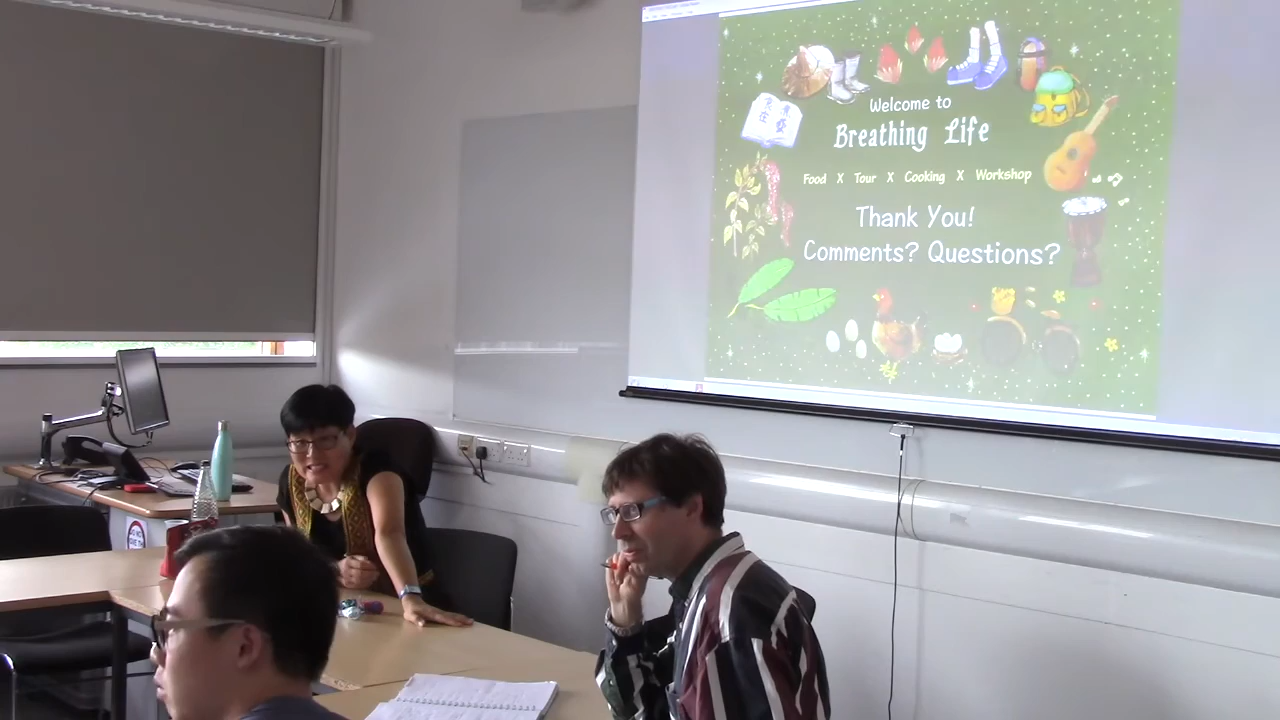 Welcome to
Breathing Life
Food X Tour X Cooking X Workshop
Thank You!
Comments? Questions?